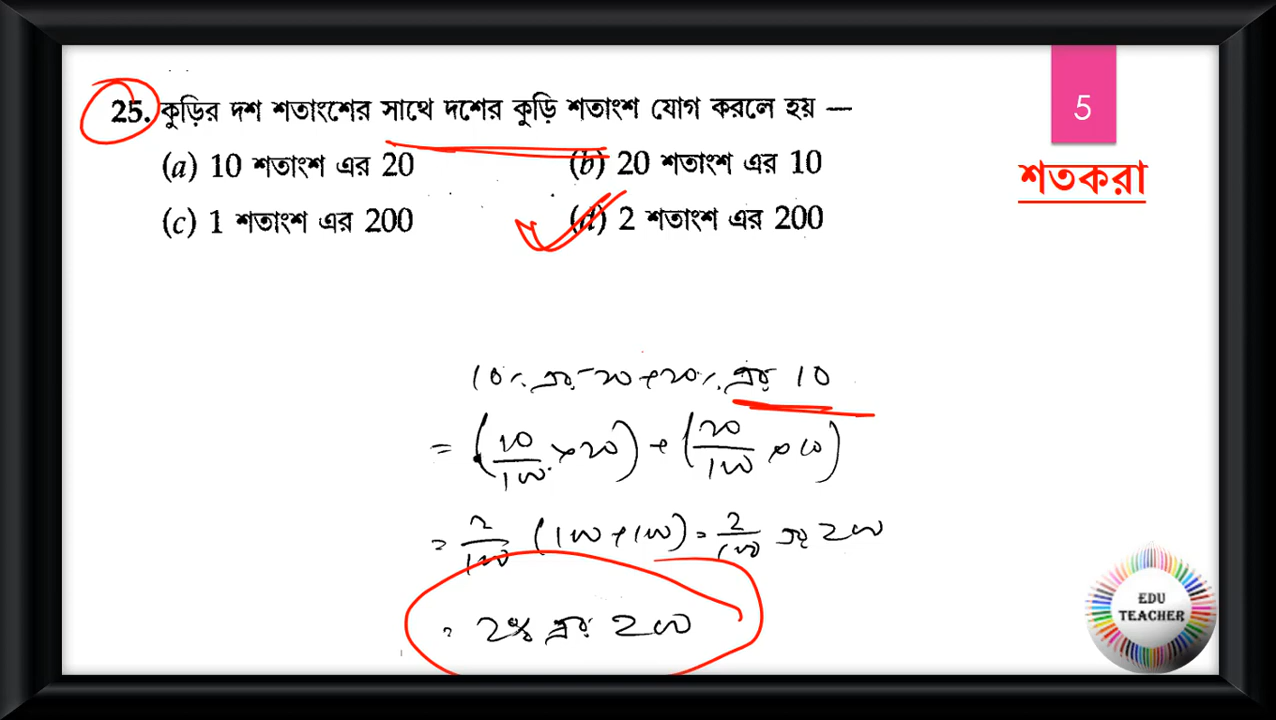 5
শতকরা
25. কুড়ির দশ শতাংশের সাথে দশের কুড়ি শতাংশ যোগ করলে হয় —
(a) 10 শতাংশ এর 20 (b) 20 শতাংশ এর 10
(c) 1 শতাংশ এর 200 (d) 2 শতাংশ এর 200
10% এর 20 + 20% এর 10
= (10/100 × 20) + (20/100 × 10)
= 2/100 (100 + 100) = 2/100 এর 200
= 2% এর 200
EDU
TEACHER